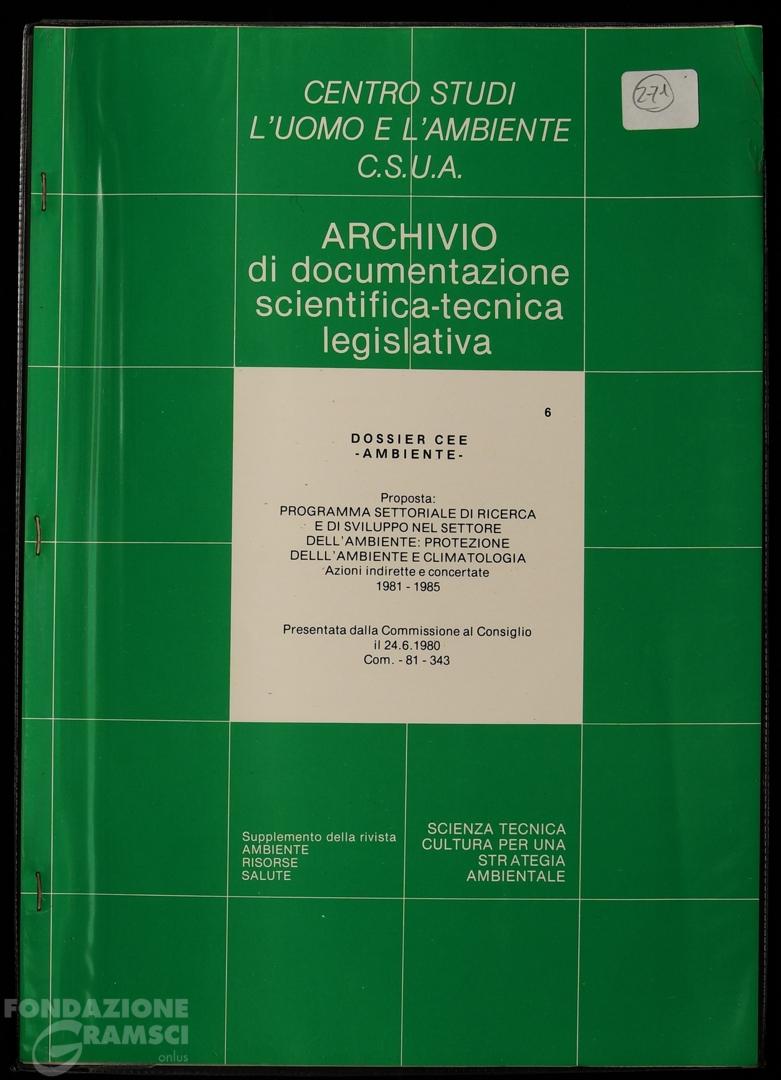 CENTRO STUDI
L'UOMO E L'AMBIENTE
C.S.U.A.
271
ARCHIVIO
di documentazione
scientifica-tecnica
legislativa
6
DOSSIER CEE
-AMBIENTE-
Proposta:
PROGRAMMA SETTORIALE DI RICERCA
E DI SVILUPPO NEL SETTORE
DELL'AMBIENTE: PROTEZIONE
DELLL'AMBIENTE E CLIMATOLOGIA
Azioni indirette e concertate
1981 - 1985
Presentata dalla Commissione al Consiglio
il 24.6.1980
Com. - 81 - 343
Supplemento della rivista
AMBIENTE
RISORSE
SALUTE
SCIENZA TECNICA
CULTURA PER UNA
STRATEGIA
AMBIENTALE
FONDAZIONE
GRAMSCI
onlus